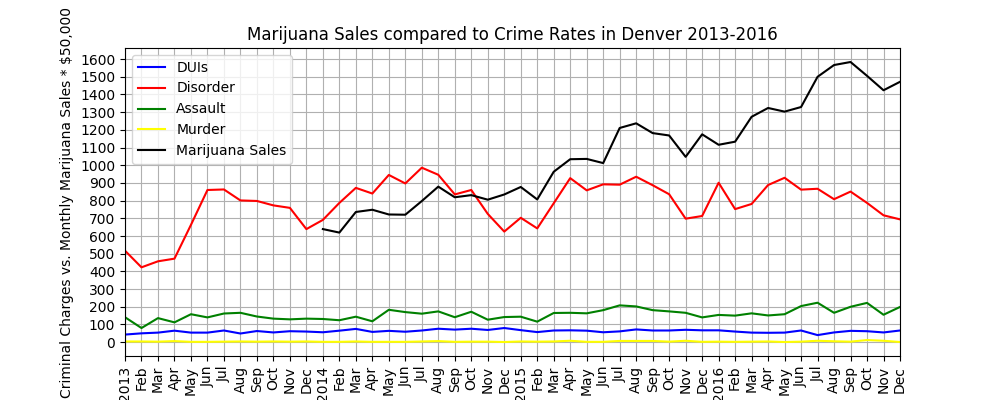 Marijuana Sales compared to Crime Rates in Denver 2013-2016
Criminal Charges vs. Monthly Marijuana Sales * $50,000
1600
1500
1400
1300
1200
1100
1000
900
800
700
600
500
400
300
200
100
0
DUIs
Disorder
Assault
Murder
Marijuana Sales
2013 Feb Mar Apr May Jun Jul Aug Sep Oct Nov Dec 2014 Feb Mar Apr May Jun Jul Aug Sep Oct Nov Dec 2015 Feb Mar Apr May Jun Jul Aug Sep Oct Nov Dec 2016 Feb Mar Apr May Jun Jul Aug Sep Oct Nov Dec